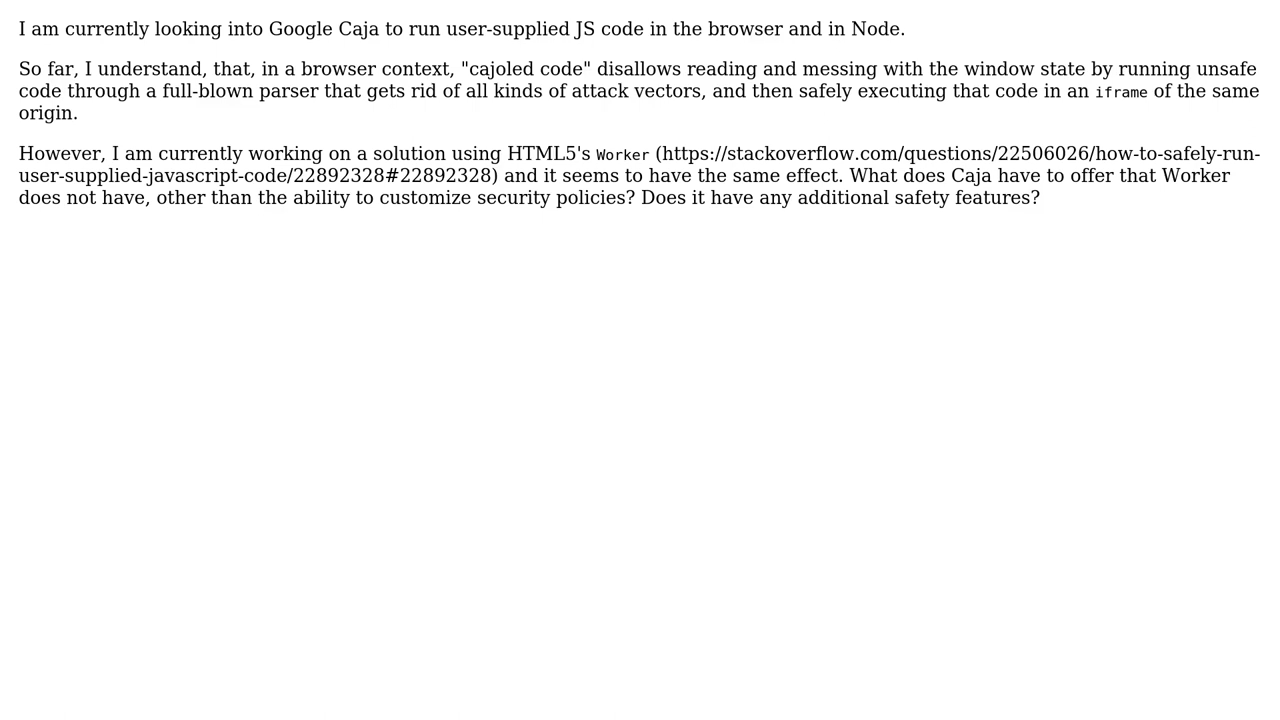 I am currently looking into Google Caja to run user-supplied JS code in the browser and in Node.
So far, I understand, that, in a browser context, "cajoled code" disallows reading and messing with the window state by running unsafe
code through a full-blown parser that gets rid of all kinds of attack vectors, and then safely executing that code in an iframe of the same
origin.
However, I am currently working on a solution using HTML5's Worker (https://stackoverflow.com/questions/22506026/how-to-safely-run-
user-supplied-javascript-code/22892328#22892328) and it seems to have the same effect. What does Caja have to offer that Worker
does not have, other than the ability to customize security policies? Does it have any additional safety features?